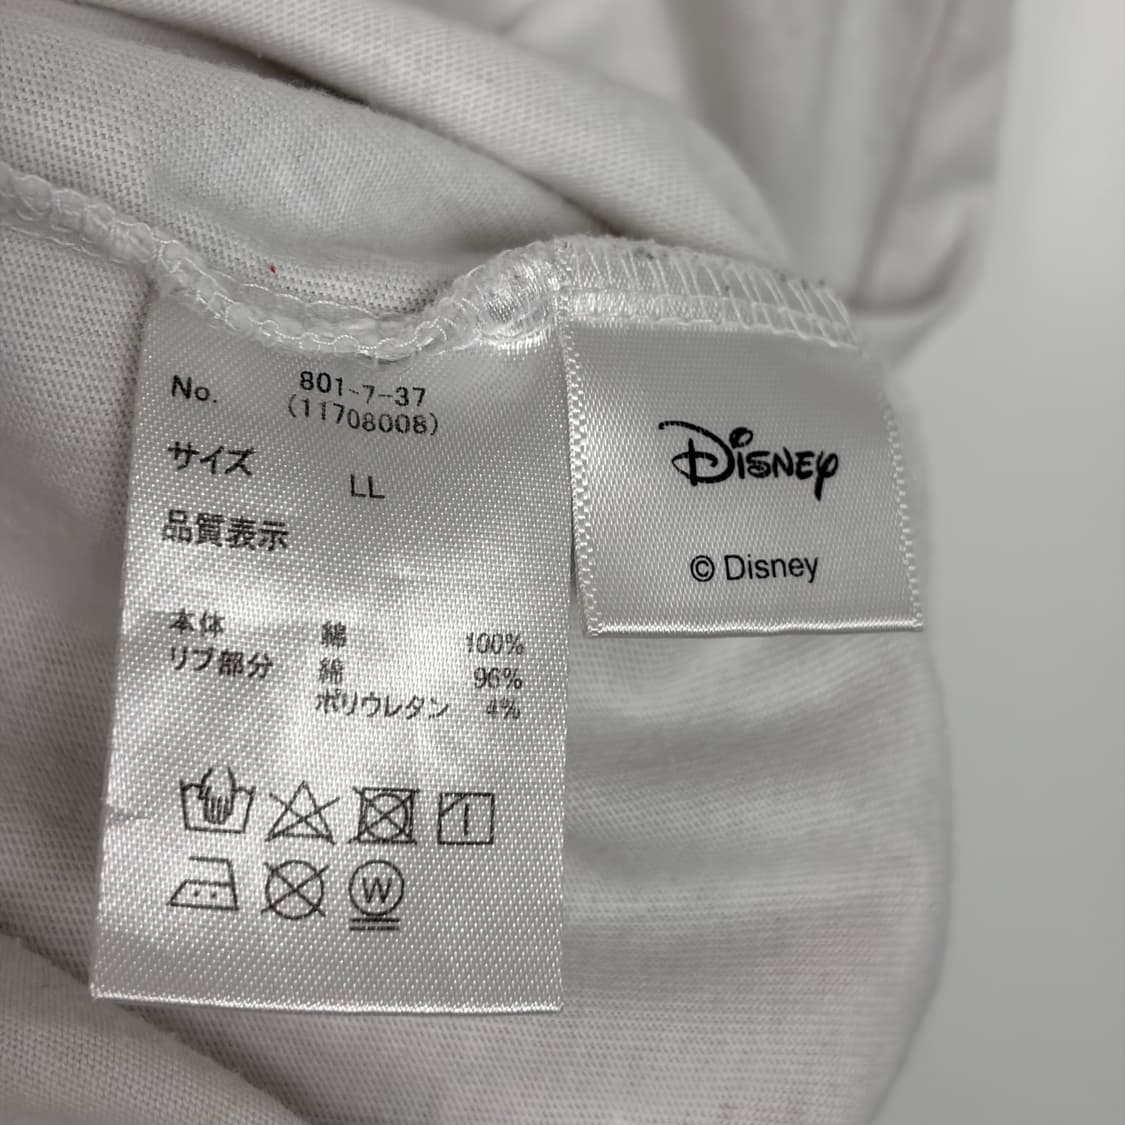 No. 801-7-37
(11708008)
サイズ
LL
品質表示
本体 綿 100%
リブ部分 綿 96%
ポリウレタン 4%
W
Disney
© Disney